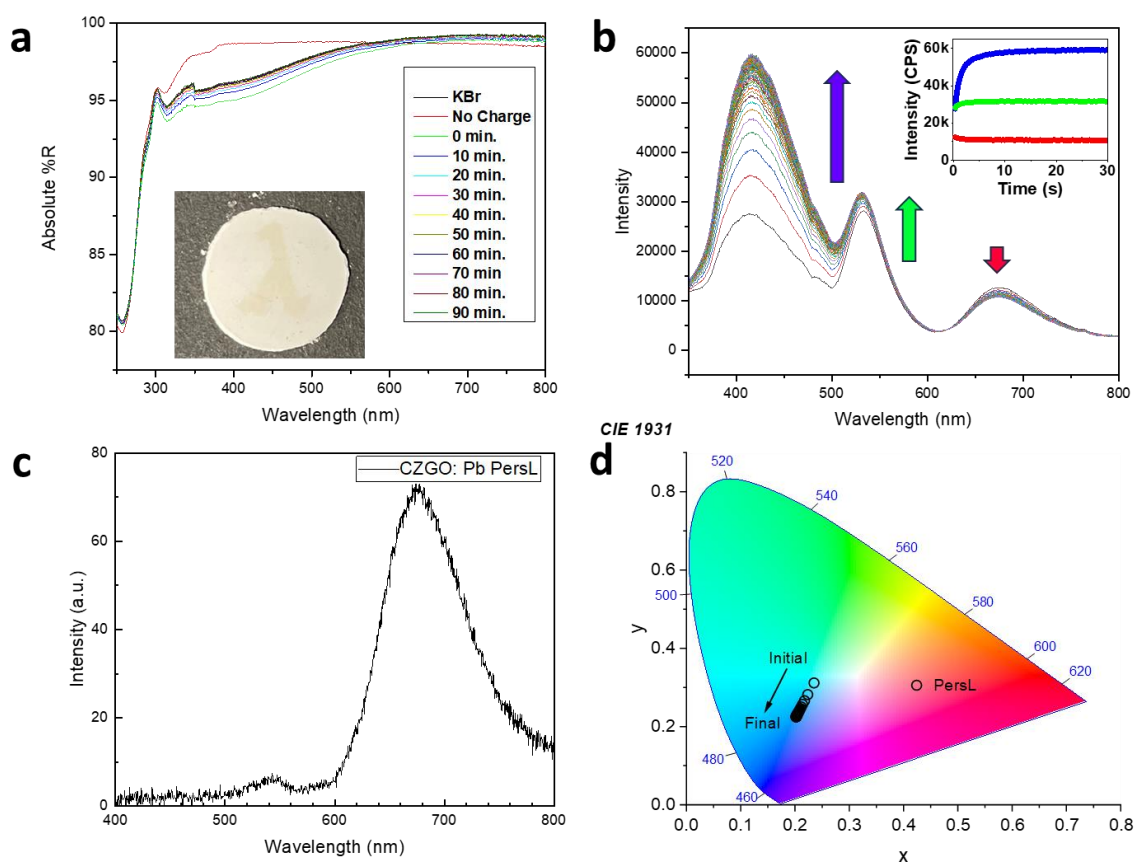 a
100
95
90
85
80
Absolute %R
KBr
No Charge
0 min.
10 min.
20 min.
30 min.
40 min.
50 min.
60 min.
70 min
80 min.
90 min.
300 400 500 600 700 800
Wavelength (nm)
b
60000
50000
40000
30000
20000
10000
0
Intensity
60K
40K
20K
0
Intensity (CPS)
0 10 20 30
Time (s)
400 500 600 700 800
Wavelength (nm)
c
80
60
40
20
0
Intensity (a.u.)
CZGO: Pb PersL
400 500 600 700 800
Wavelength (nm)
CIE 1931
d
0.8
0.6
0.4
0.2
0.0
y
520
540
560
500
580
600
620
Initial
PersL
Final
480
460
0.0 0.1 0.2 0.3 0.4 0.5 0.6 0.7 0.8
x